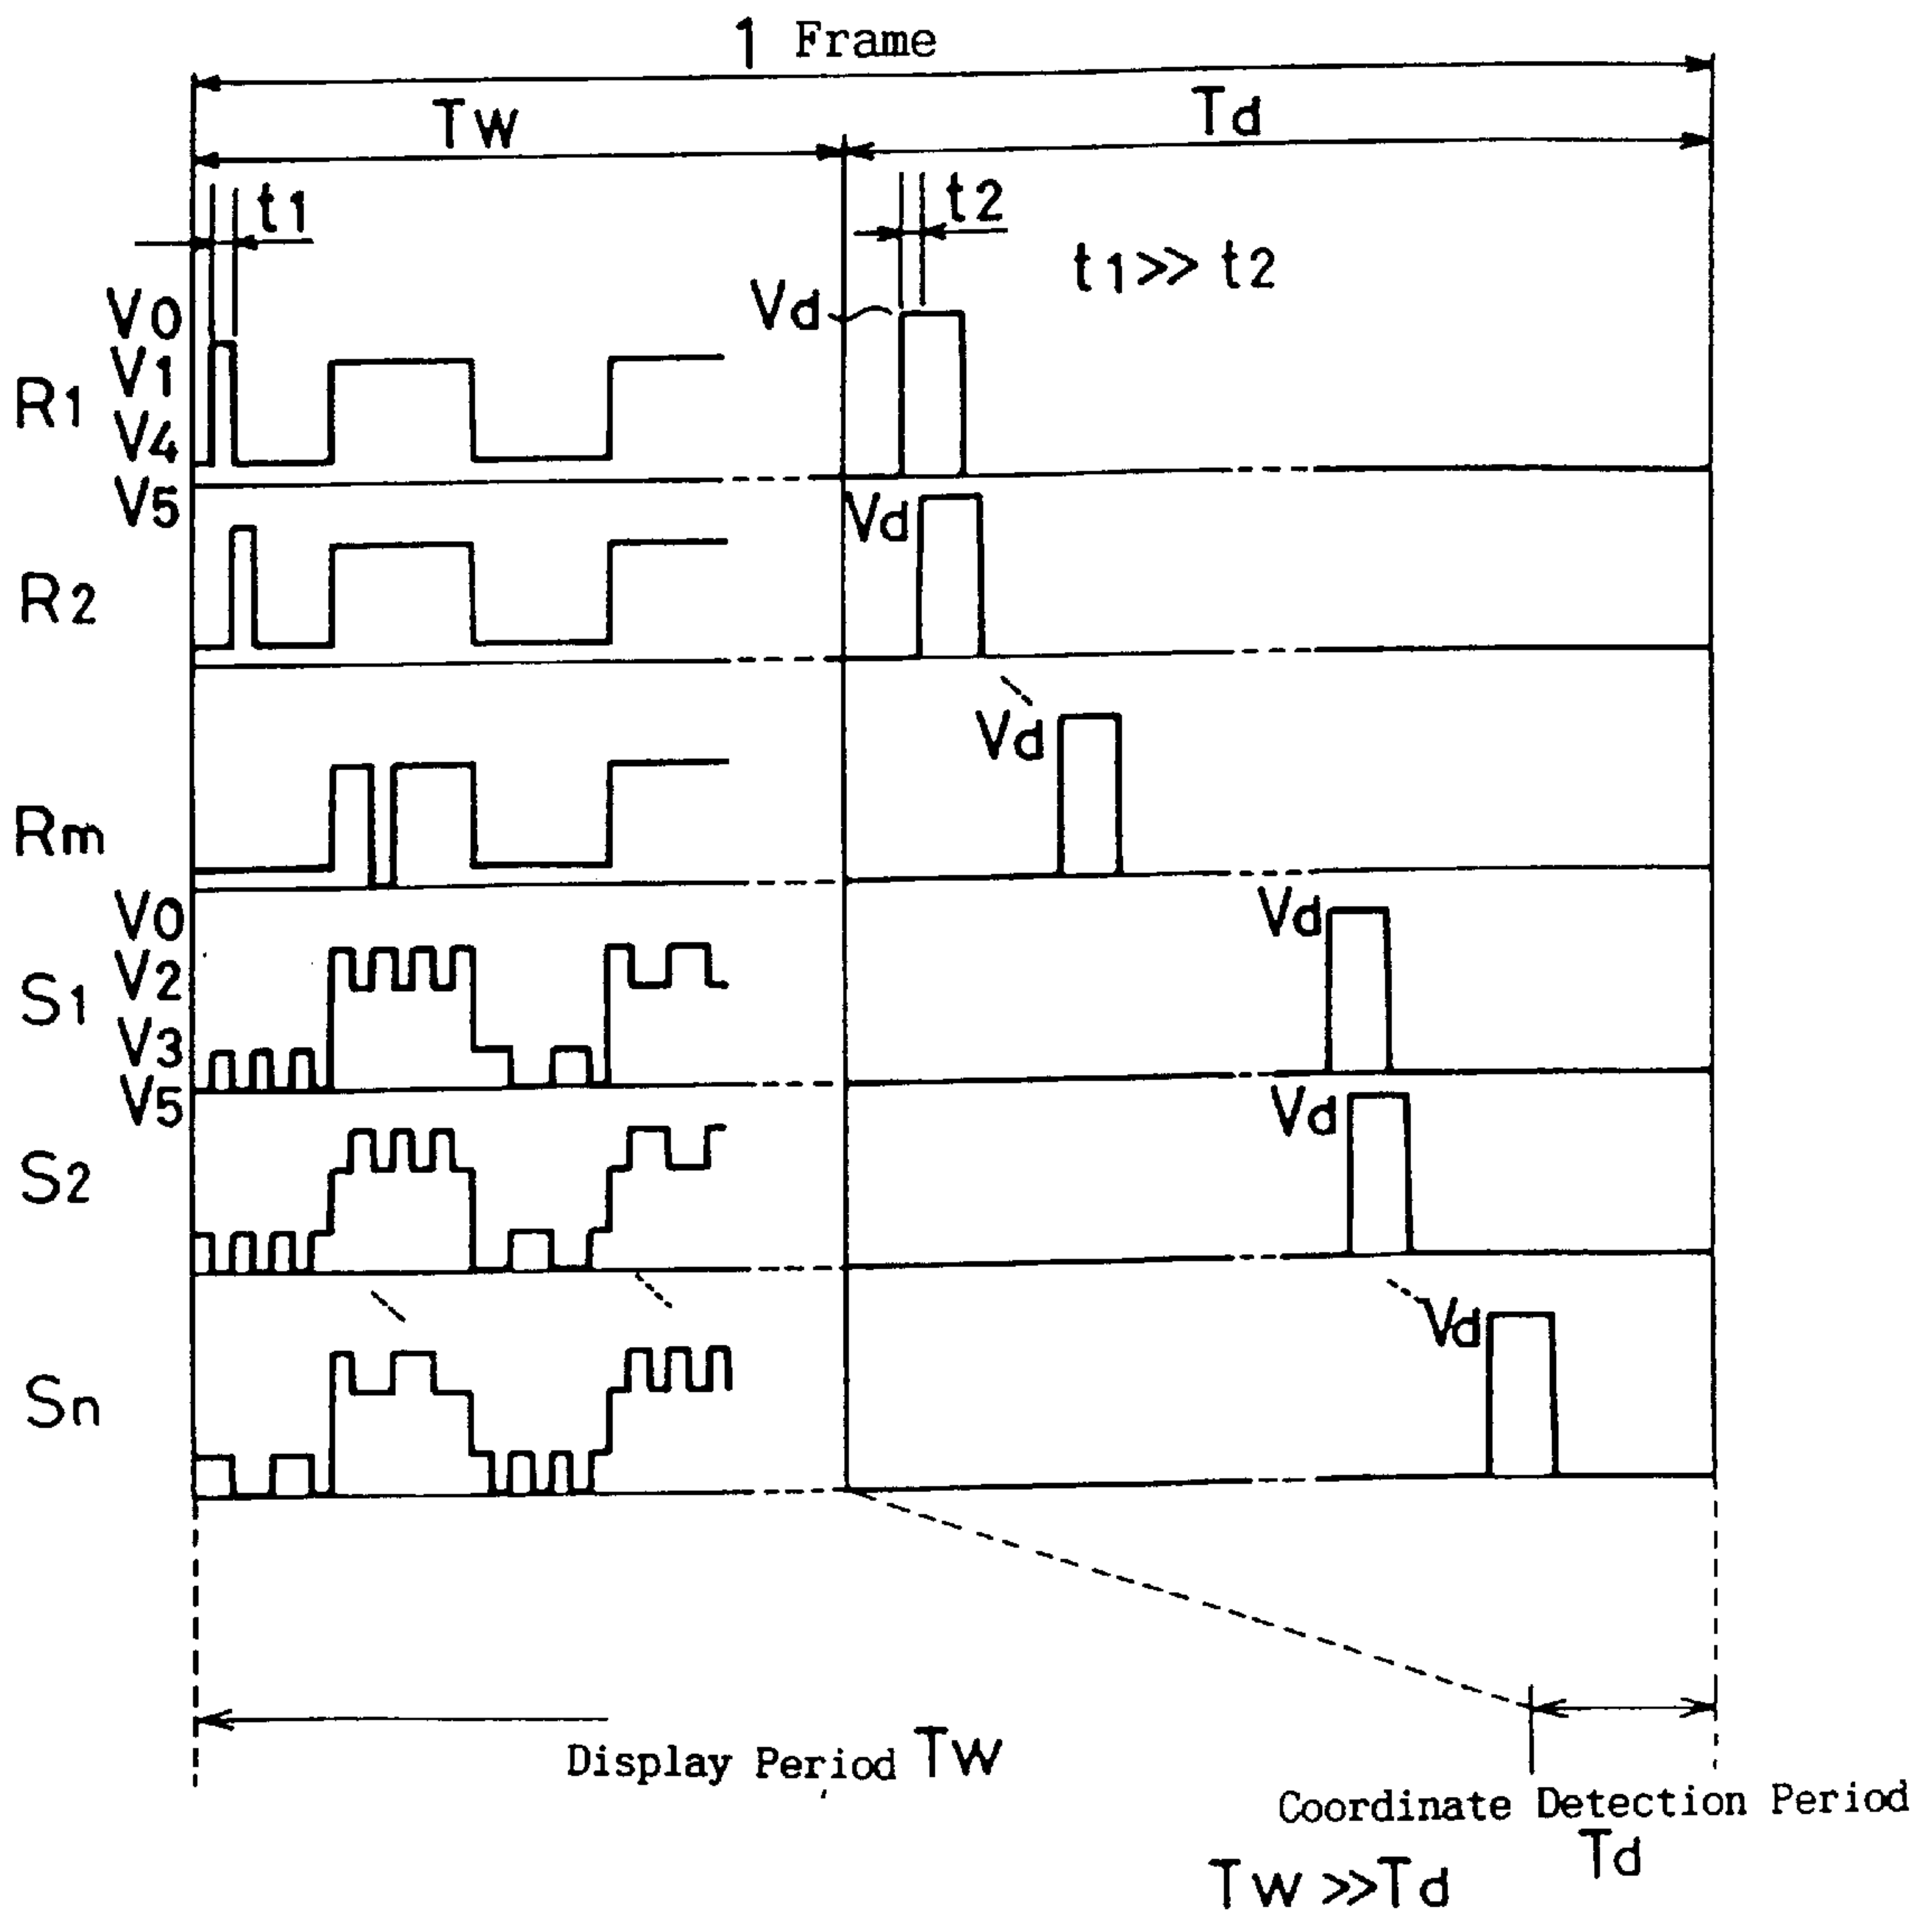 1 Frame
Tw
Td
t1
t2
t1>> t2
V0
Vd
V1
R1
V4
V5
Vd
R2
Vd
Rm
V0
Vd
V2
S1
V3
V5
Vd
S2
Vd
Sn
Display Period Tw
Coordinate Detection Period
Td
Tw >>Td